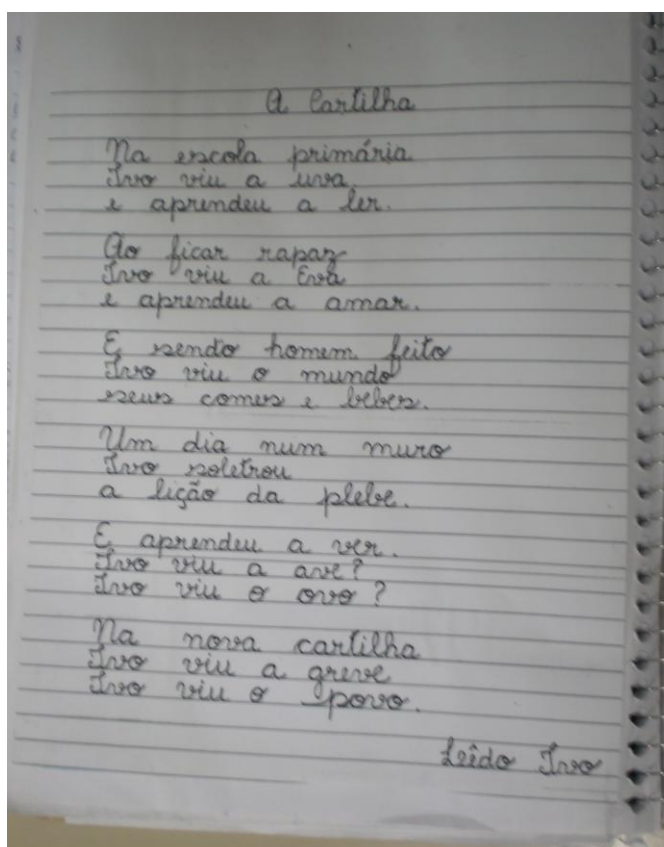 A Cartilha
Na escola primária
Ivo viu a uva
e aprendeu a ler.
Ao ficar rapaz
Ivo viu a Eva
e aprendeu a amar.
E sendo homem feito
Ivo viu o mundo
seus comes e bebes.
Um dia num muro
Ivo soletrou
a lição da plebe.
E aprendeu a ver.
Ivo viu a ave?
Ivo viu o ovo?
Na nova cartilha
Ivo viu a greve
Ivo viu o povo.
Lêdo Ivo